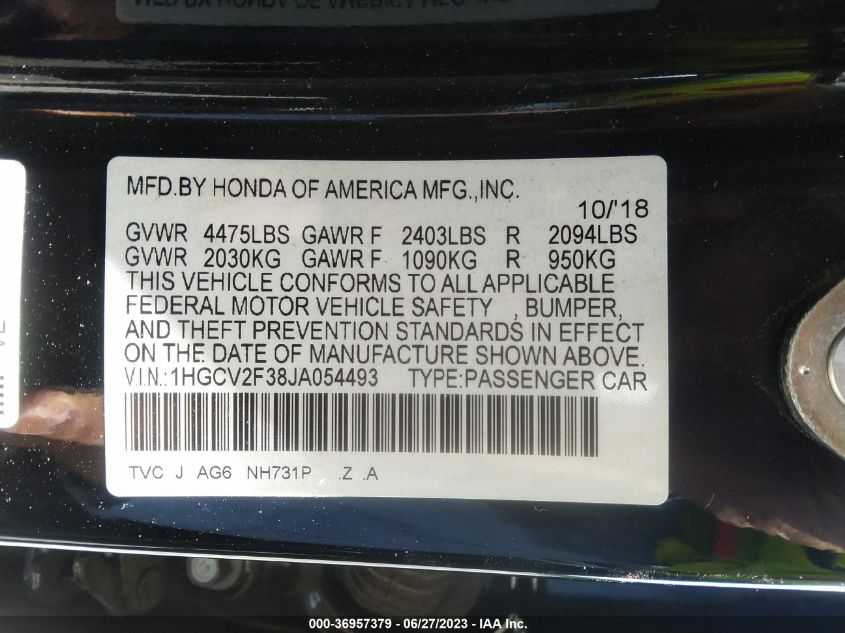 MFD.BY HONDA OF AMERICA MFG.,INC.
10/'18
GVWR 4475LBS GAWR F 2403LBS R 2094LBS
GVWR 2030KG GAWR F 1090KG R 950KG
THIS VEHICLE CONFORMS TO ALL APPLICABLE
FEDERAL MOTOR VEHICLE SAFETY , BUMPER,
AND THEFT PREVENTION STANDARDS IN EFFECT
ON THE DATE OF MANUFACTURE SHOWN ABOVE.
V.I.N.:1HGCV2F38JA054493 TYPE:PASSENGER CAR
TVC J AG6 NH731P .Z .A
000-36957379 - 06/27/2023 - IAA Inc.